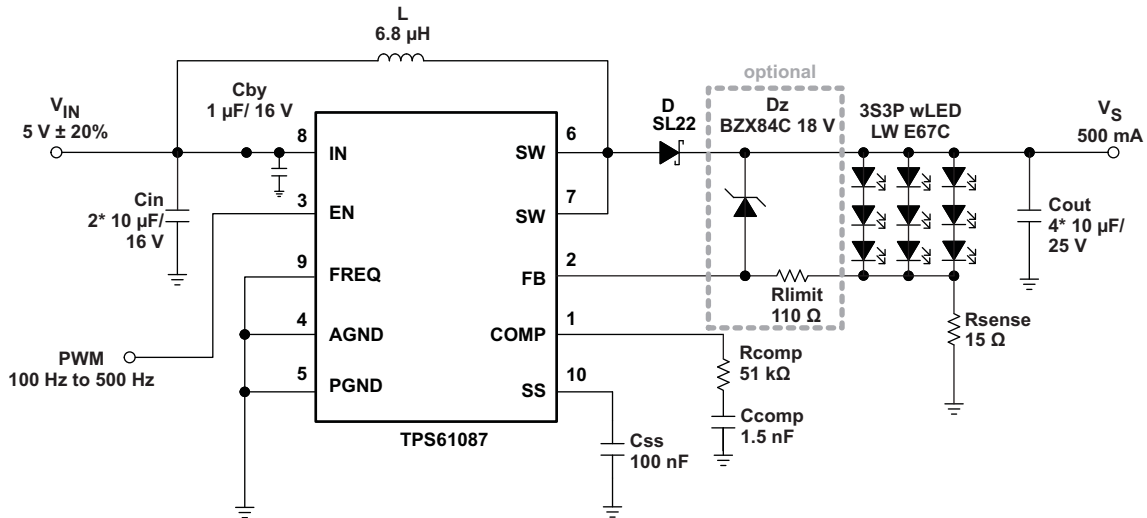 L
6.8 µH
optional
Cby
1 µF/ 16 V
VIN
5 V ± 20%
D
SL22
Dz
BZX84C 18 V
3S3P wLED
LW E67C
VS
500 mA
8
IN
6
SW
Cin
2* 10 µF/
16 V
3
EN
7
SW
Cout
4* 10 µF/
25 V
9
FREQ
2
FB
Rlimit
110 Ω
4
AGND
1
COMP
Rsense
15 Ω
PWM
100 Hz to 500 Hz
5
PGND
10
SS
Rcomp
51 kΩ
Ccomp
1.5 nF
TPS61087
Css
100 nF